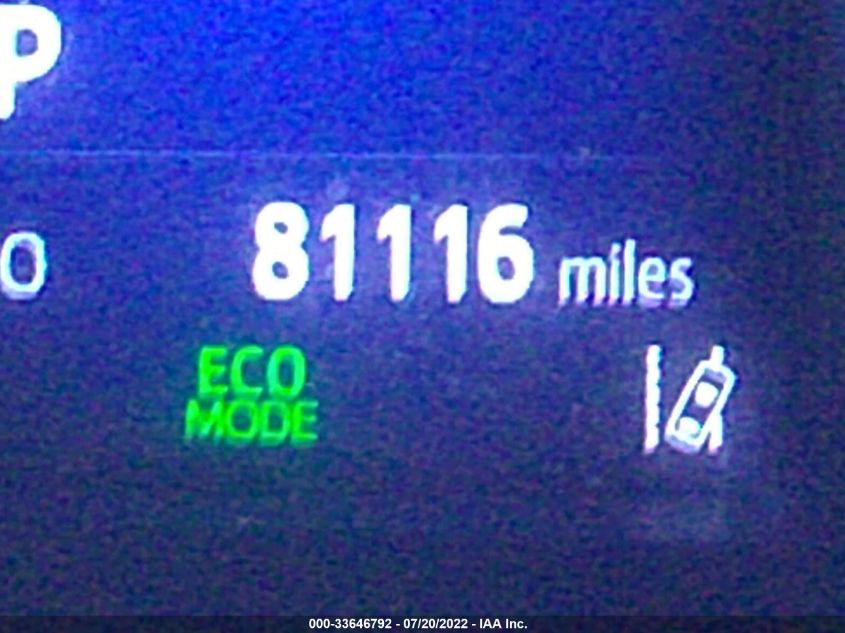 P
0 81116 miles
ECO
MODE
000-33646792 - 07/20/2022 - IAA Inc.